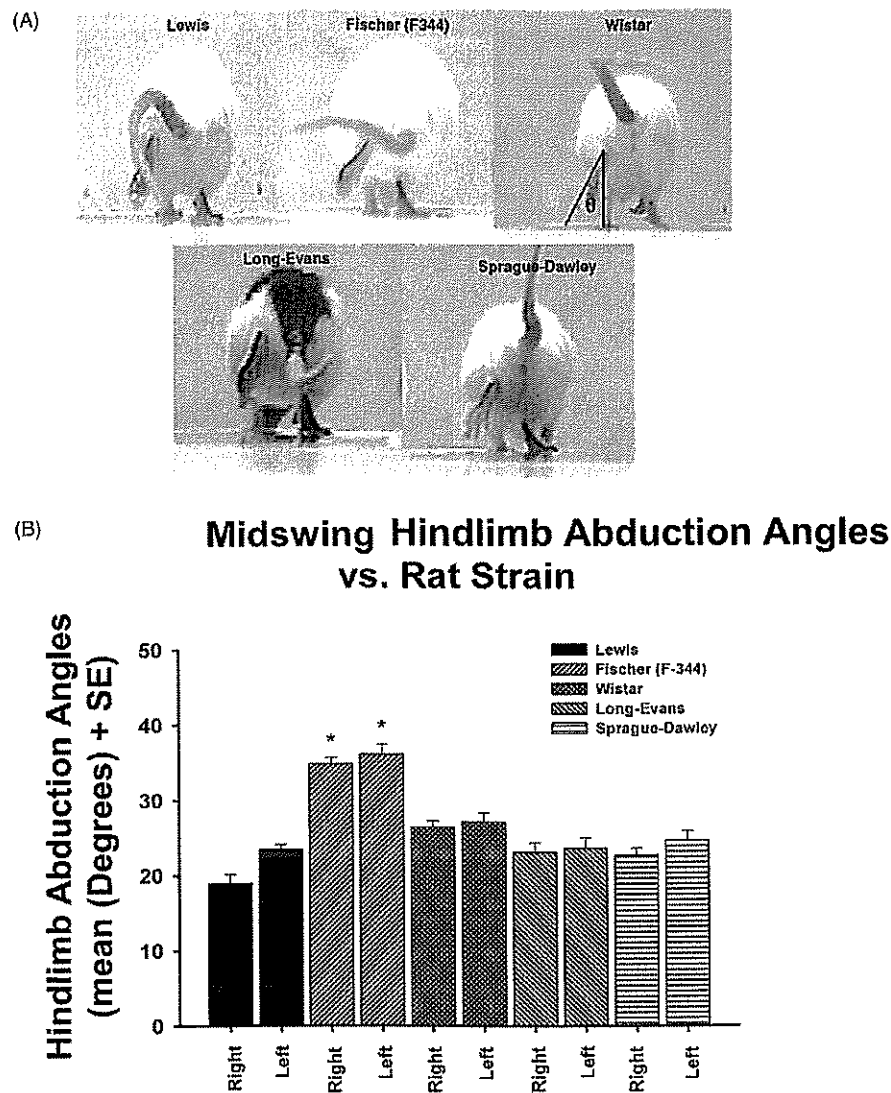 (A)
Lewis
Fischer (F344)
Wistar
θ
Long-Evans
Sprague-Dawley
(B)
Midswing Hindlimb Abduction Angles
vs. Rat Strain
Hindlimb Abduction Angles
(mean (Degrees) + SE)
50
40
30
20
10
0
Lewis
Fischer (F-344)
Wistar
Long-Evans
Sprague-Dawley
*
*
Right
Left
Right
Left
Right
Left
Right
Left
Right
Left